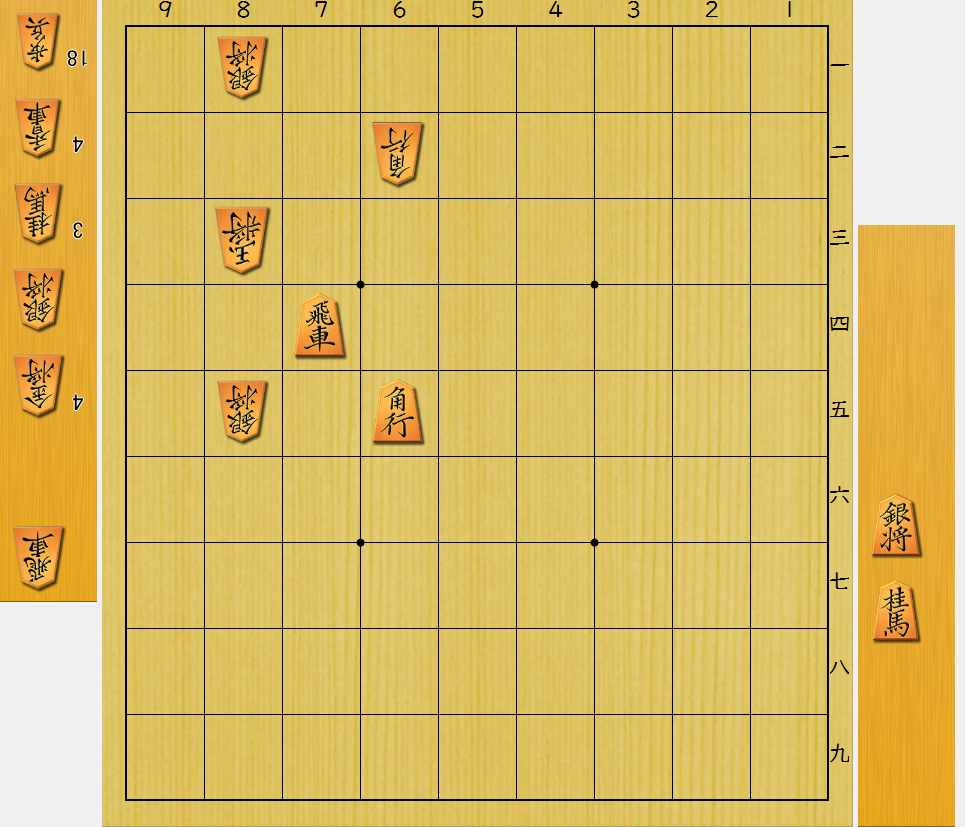 9 8 7 6 5 4 3 2 1
一
二
三
四
五
六
七
八
九
歩兵 18
香車 4
桂馬 3
銀将
金将 4
飛車
銀将
角行
玉将
飛車
銀将
角行
銀将
桂馬